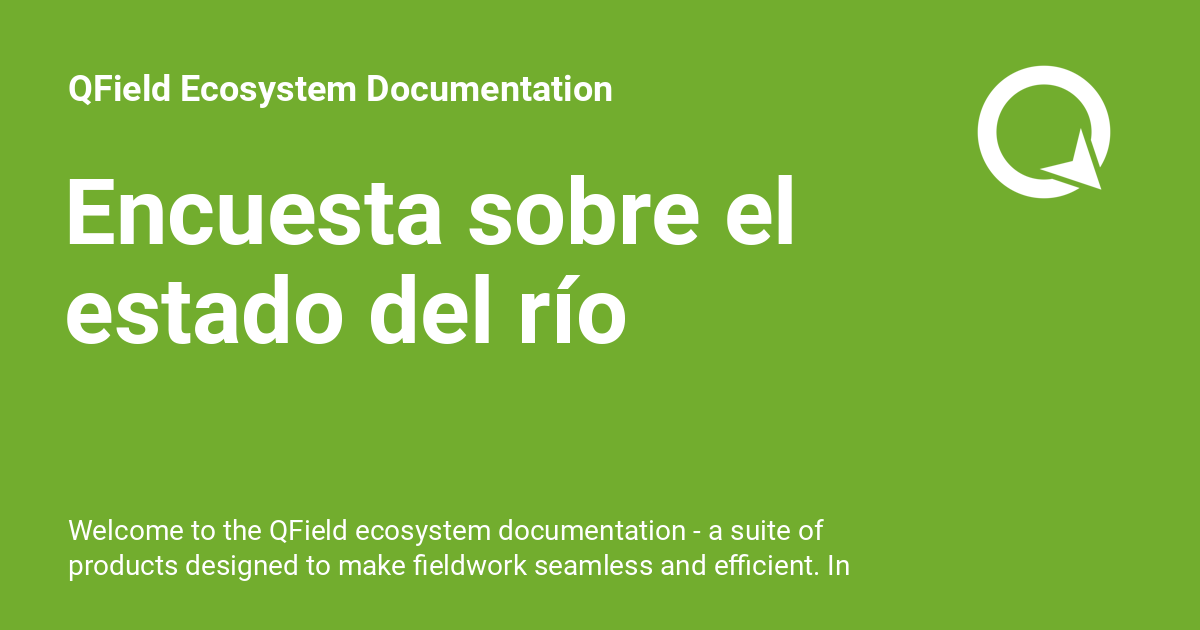 QField Ecosystem Documentation
Encuesta sobre el
estado del río
Welcome to the QField ecosystem documentation - a suite of
products designed to make fieldwork seamless and efficient. In